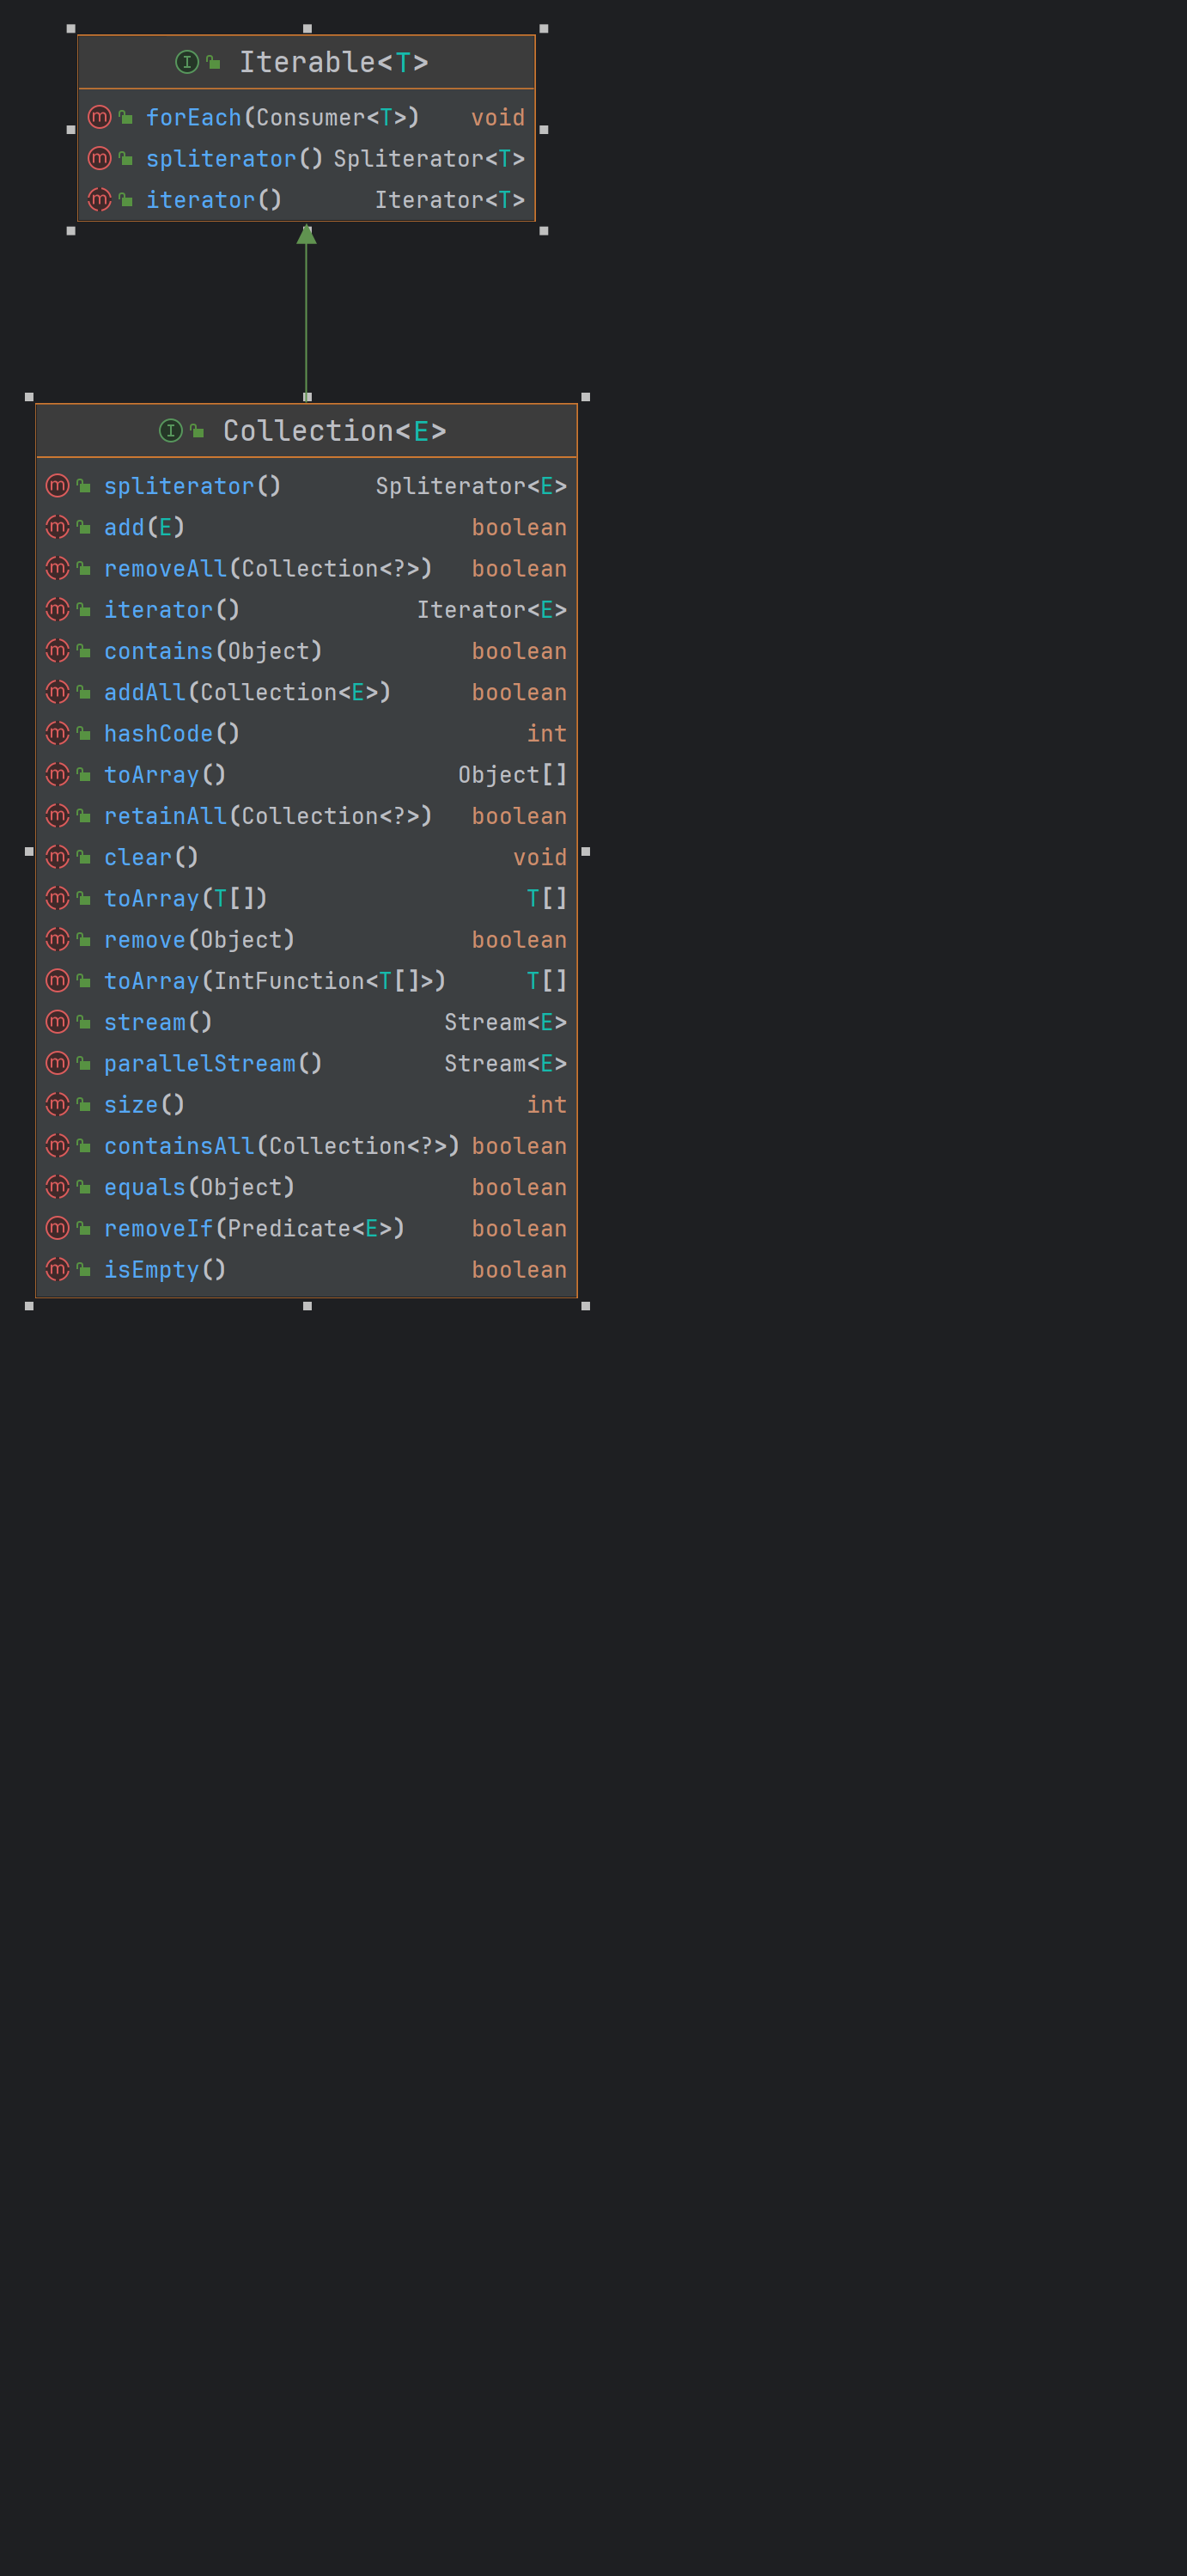 Iterable<T>
forEach(Consumer<T>) void
spliterator() Spliterator<T>
iterator() Iterator<T>
Collection<E>
spliterator() Spliterator<E>
add(E) boolean
removeAll(Collection<?>) boolean
iterator() Iterator<E>
contains(Object) boolean
addAll(Collection<E>) boolean
hashCode() int
toArray() Object[]
retainAll(Collection<?>) boolean
clear() void
toArray(T[]) T[]
remove(Object) boolean
toArray(IntFunction<T[]>) T[]
stream() Stream<E>
parallelStream() Stream<E>
size() int
containsAll(Collection<?>) boolean
equals(Object) boolean
removeIf(Predicate<E>) boolean
isEmpty() boolean